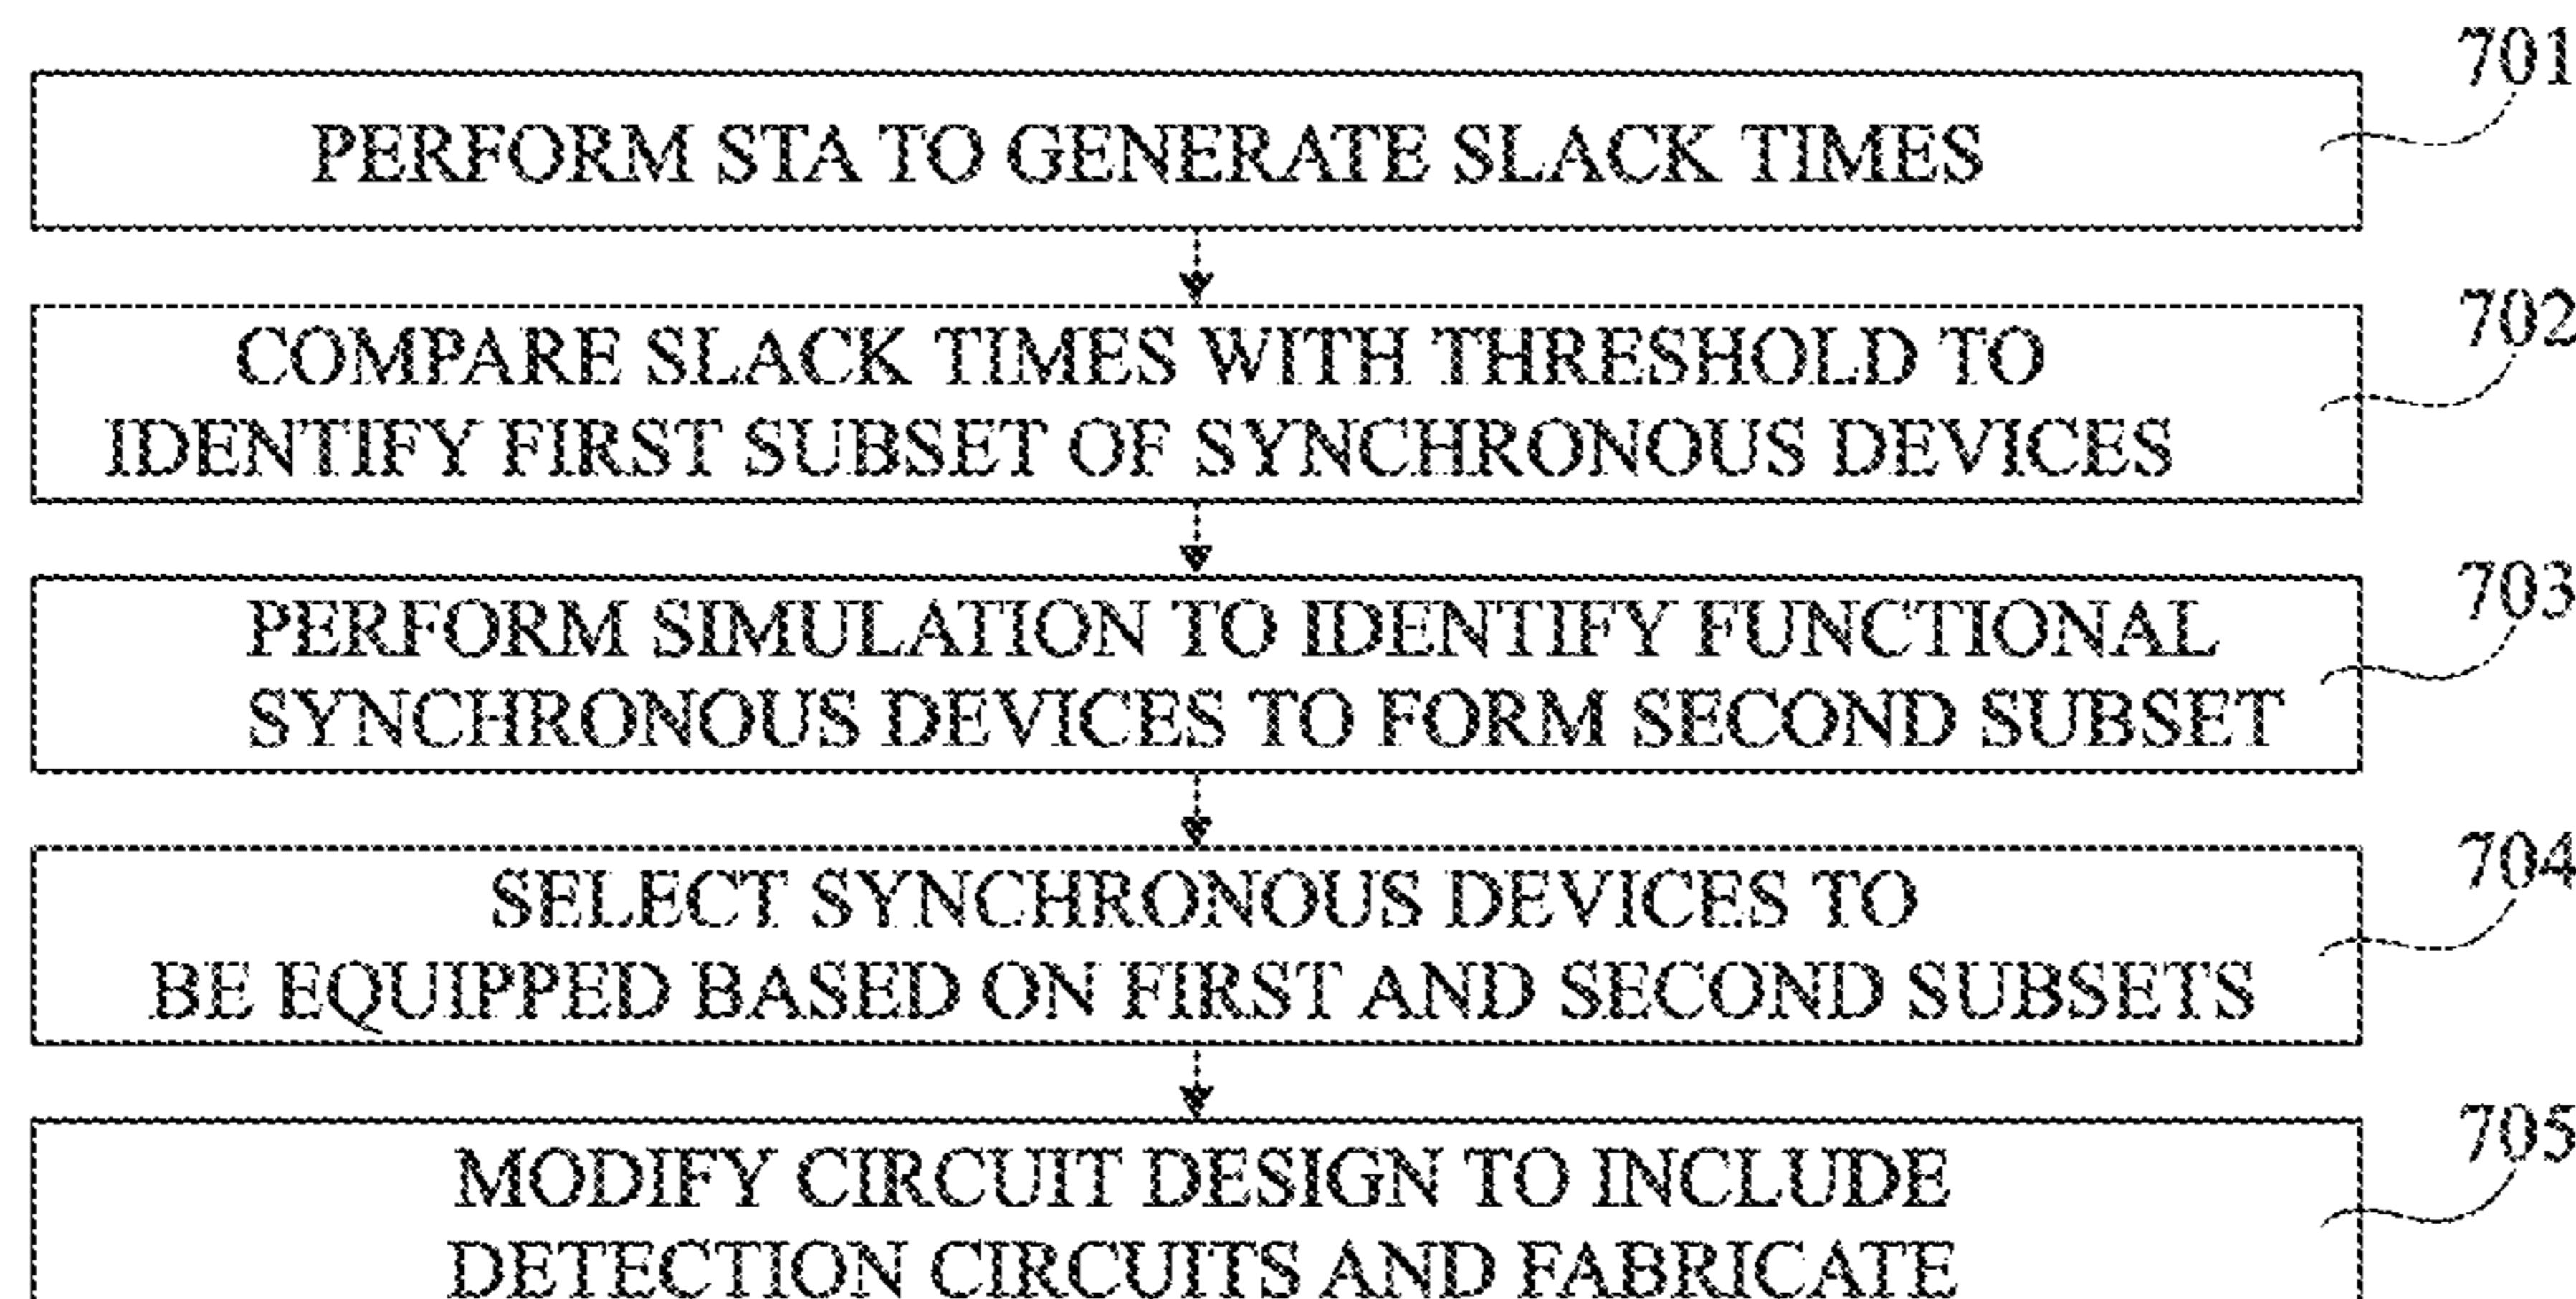 701
PERFORM STA TO GENERATE SLACK TIMES
702
COMPARE SLACK TIMES WITH THRESHOLD TO
IDENTIFY FIRST SUBSET OF SYNCHRONOUS DEVICES
703
PERFORM SIMULATION TO IDENTIFY FUNCTIONAL
SYNCHRONOUS DEVICES TO FORM SECOND SUBSET
704
SELECT SYNCHRONOUS DEVICES TO
BE EQUIPPED BASED ON FIRST AND SECOND SUBSETS
705
MODIFY CIRCUIT DESIGN TO INCLUDE
DETECTION CIRCUITS AND FABRICATE